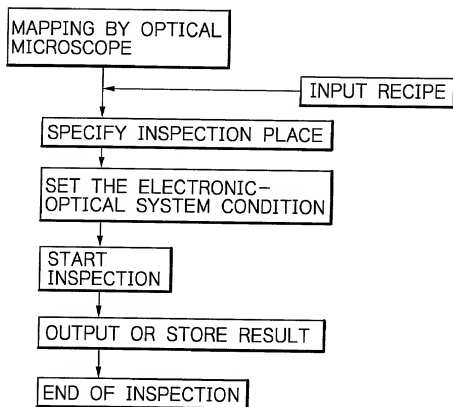 MAPPING BY OPTICAL
MICROSCOPE
INPUT RECIPE
SPECIFY INSPECTION PLACE
SET THE ELECTRONIC-
OPTICAL SYSTEM CONDITION
START
INSPECTION
OUTPUT OR STORE RESULT
END OF INSPECTION